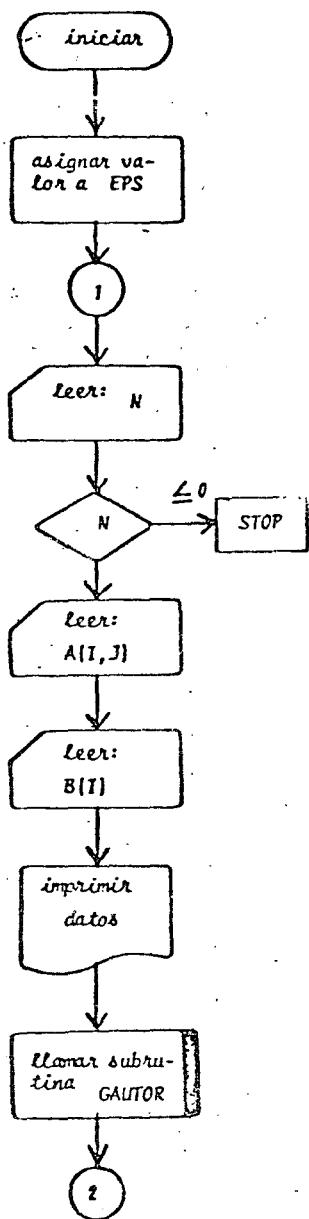 iniciar
asignar va-
lor a EPS
1
leer: N
N
≤ 0
STOP
leer:
A(I,J)
leer:
B(I)
imprimir
datos
llamar subru-
tina GAUTOR
2